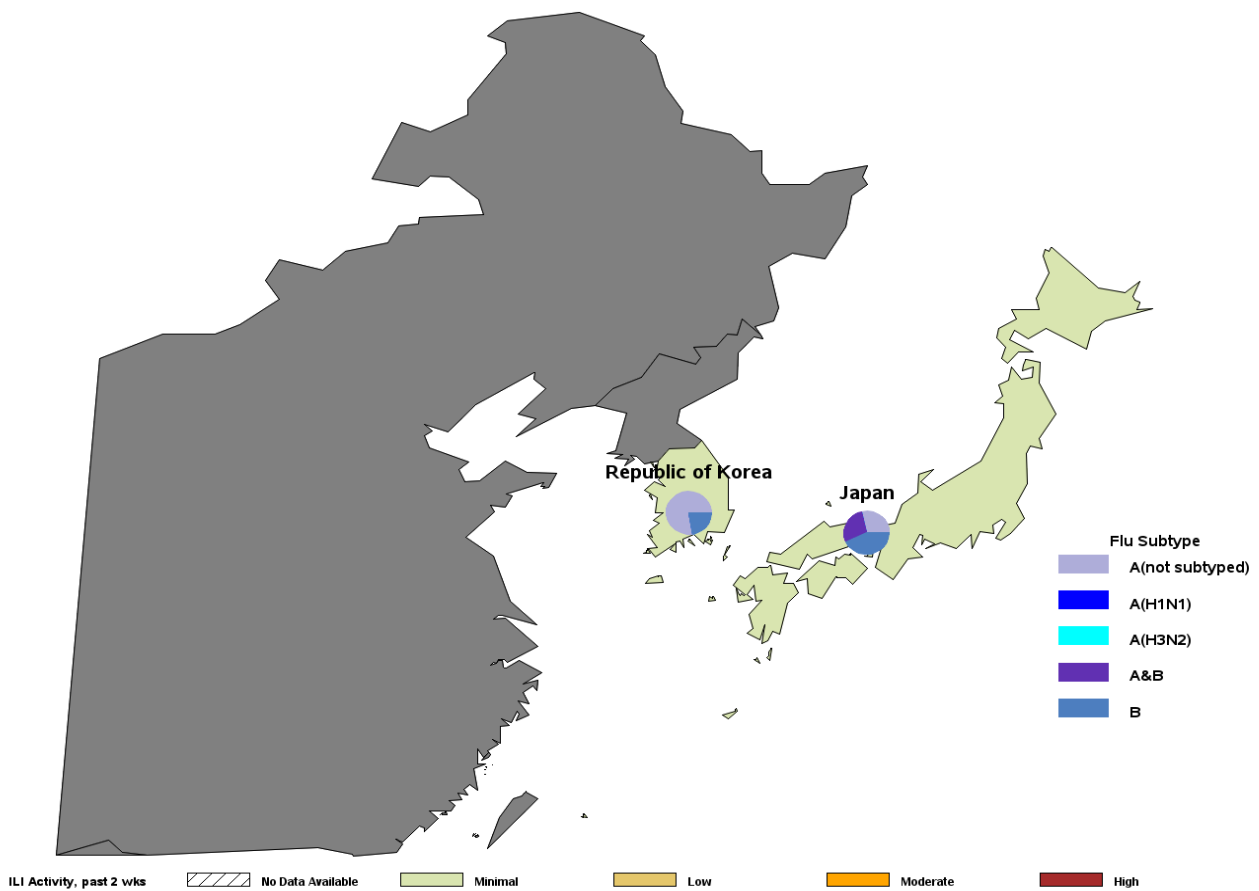 Republic of Korea
Japan
Flu Subtype
A(not subtyped)
A(H1N1)
A(H3N2)
A&B
B
ILI Activity, past 2 wks No Data Available Minimal Low Moderate High